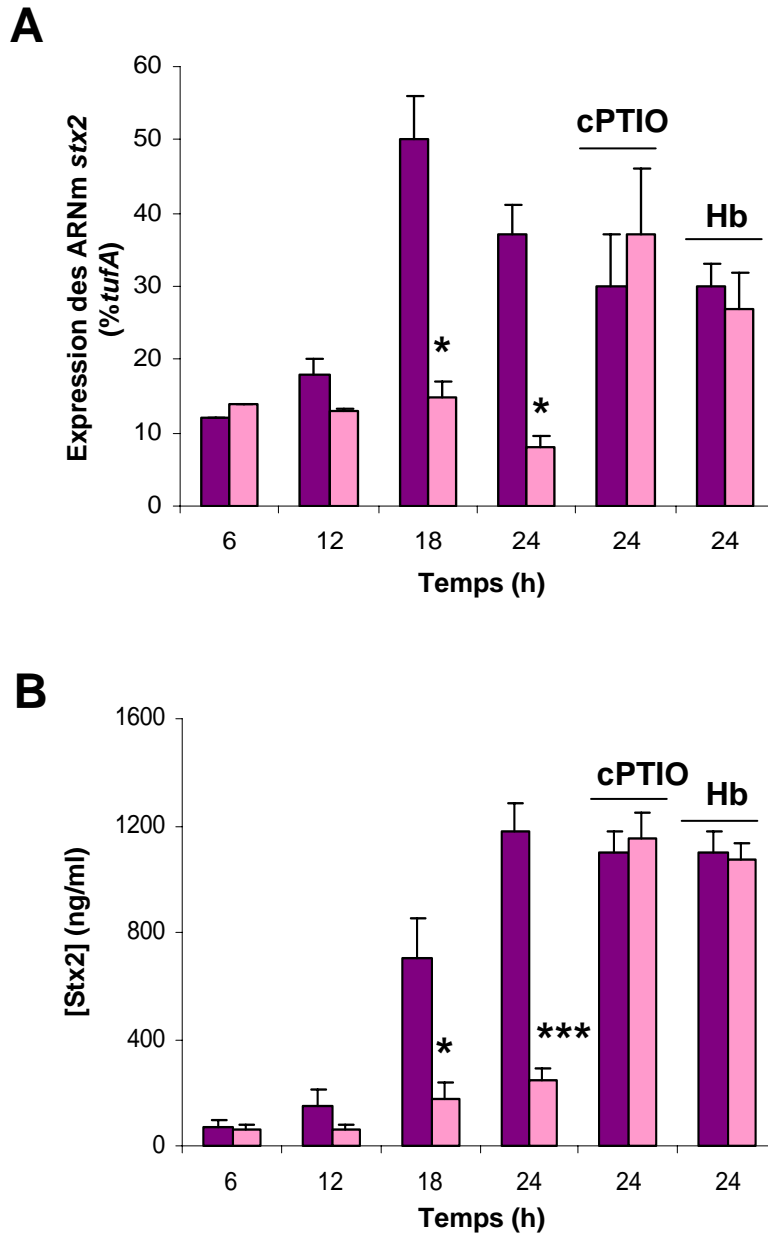 A
Expression des ARNm stx2
(%tufA)
60
50
40
30
20
10
0
cPTIO
Hb
*
*
6 12 18 24 24 24
Temps (h)
B
[Stx2] (ng/ml)
1600
1200
800
400
0
cPTIO
Hb
*
***
6 12 18 24 24 24
Temps (h)